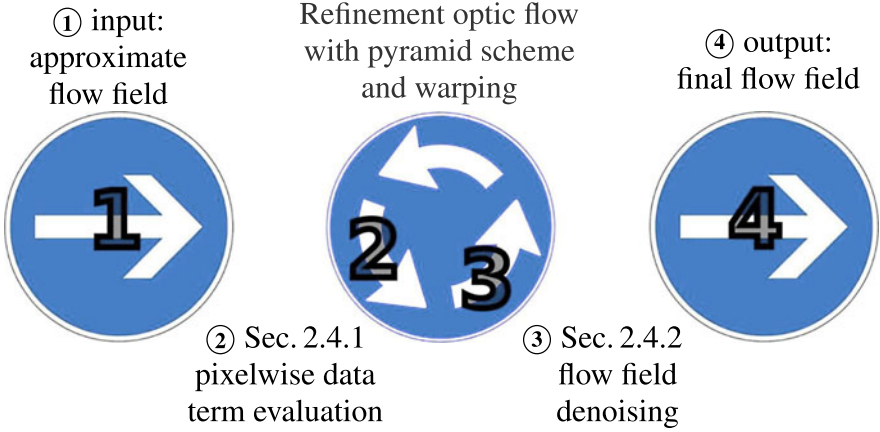 ① input:
approximate
flow field
Refinement optic flow
with pyramid scheme
and warping
④ output:
final flow field
1
2
3
4
② Sec. 2.4.1
pixelwise data
term evaluation
③ Sec. 2.4.2
flow field
denoising